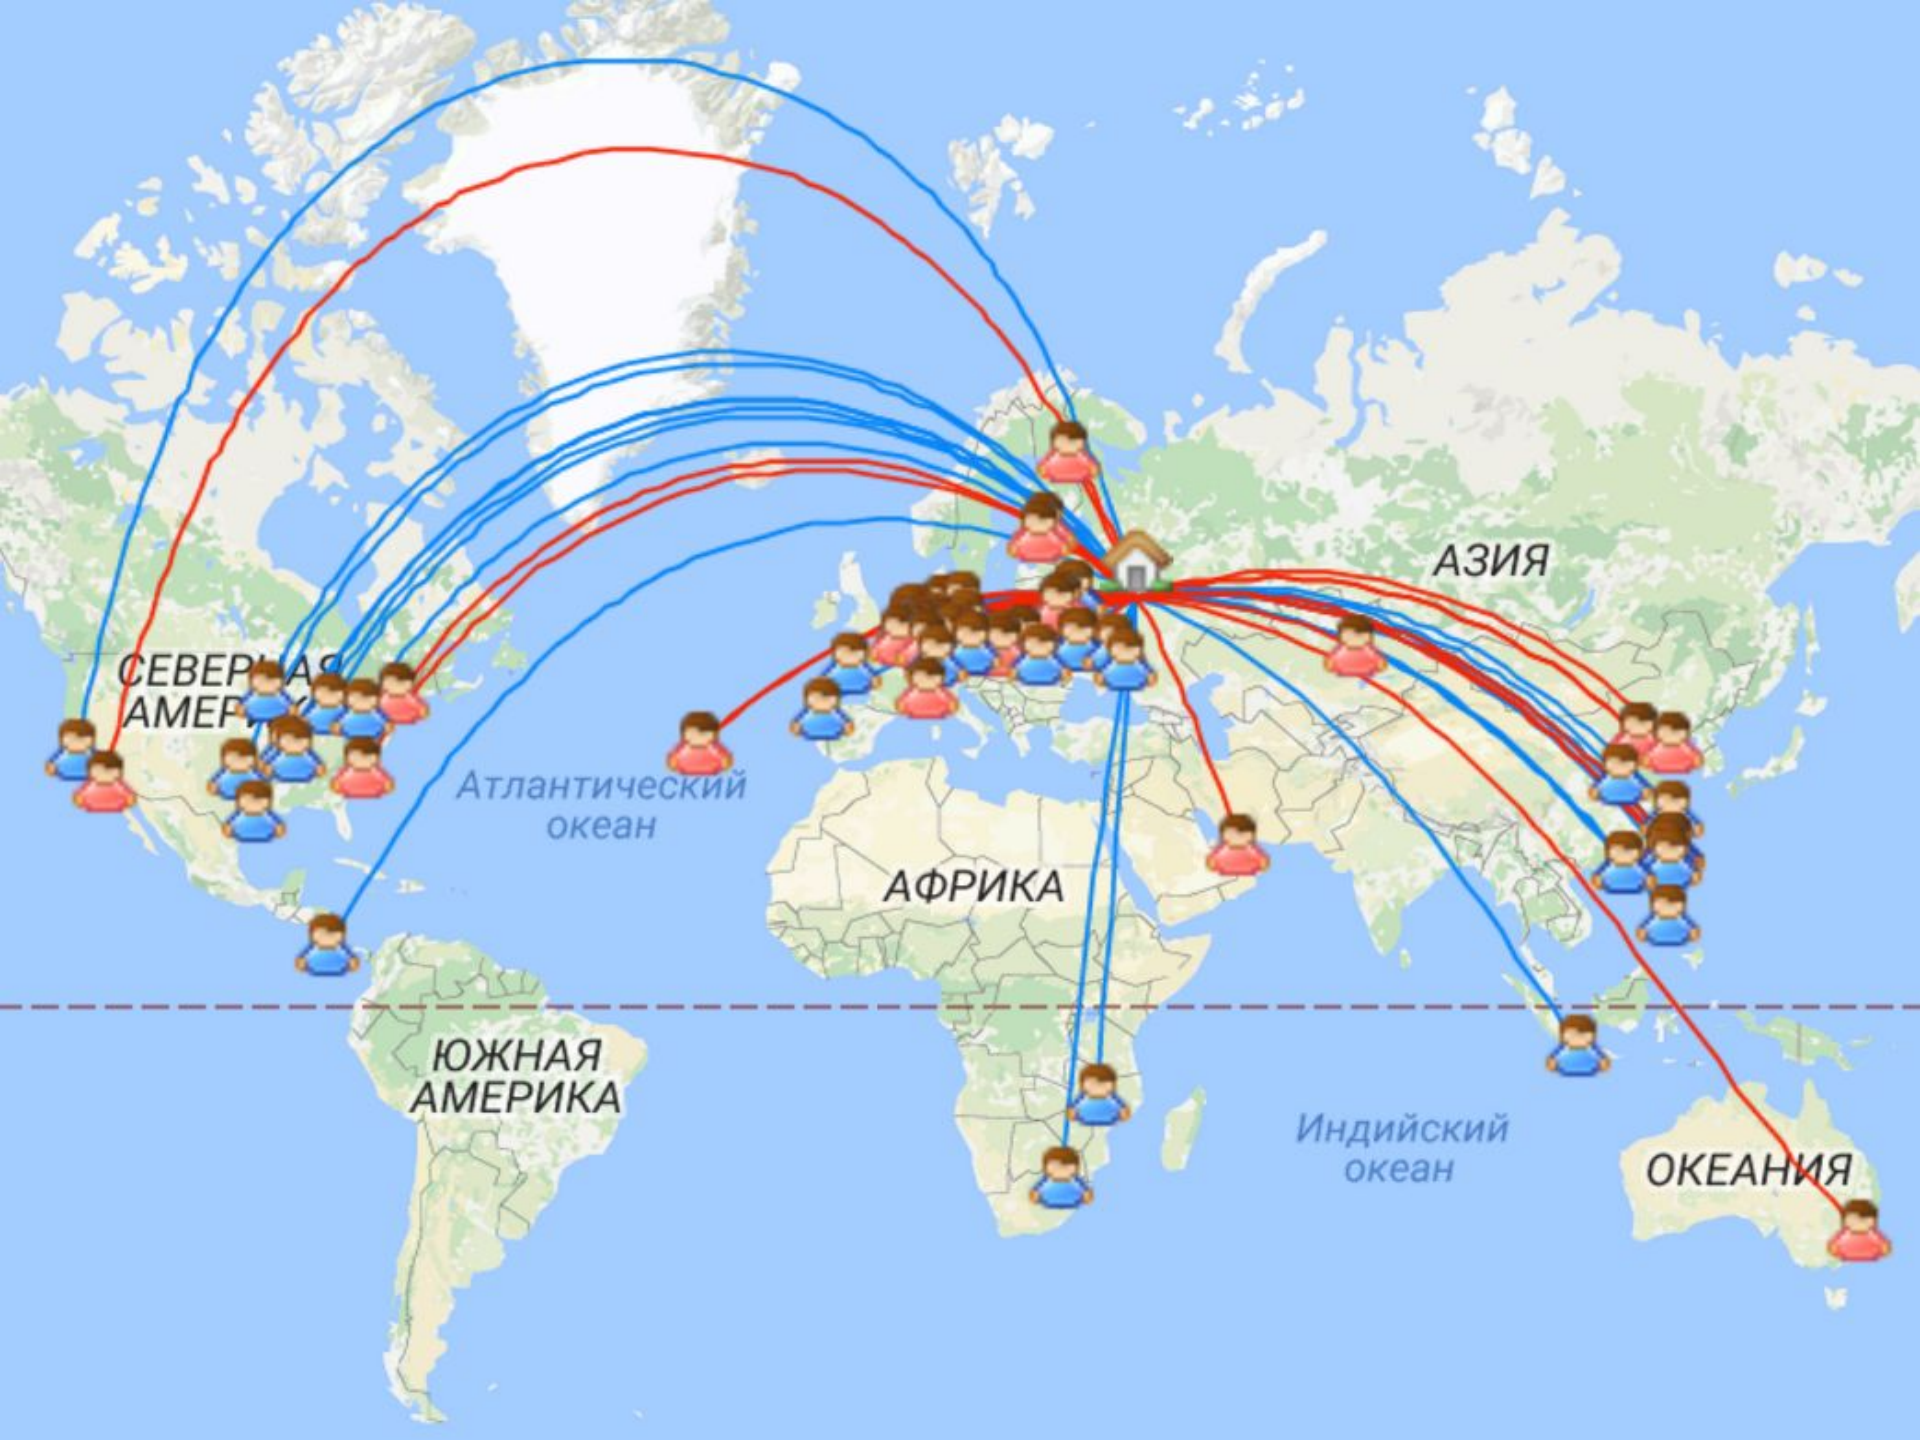 АЗИЯ
СЕВЕРНАЯ
АМЕРИКА
Атлантический
океан
АФРИКА
ЮЖНАЯ
АМЕРИКА
Индийский
океан
ОКЕАНИЯ